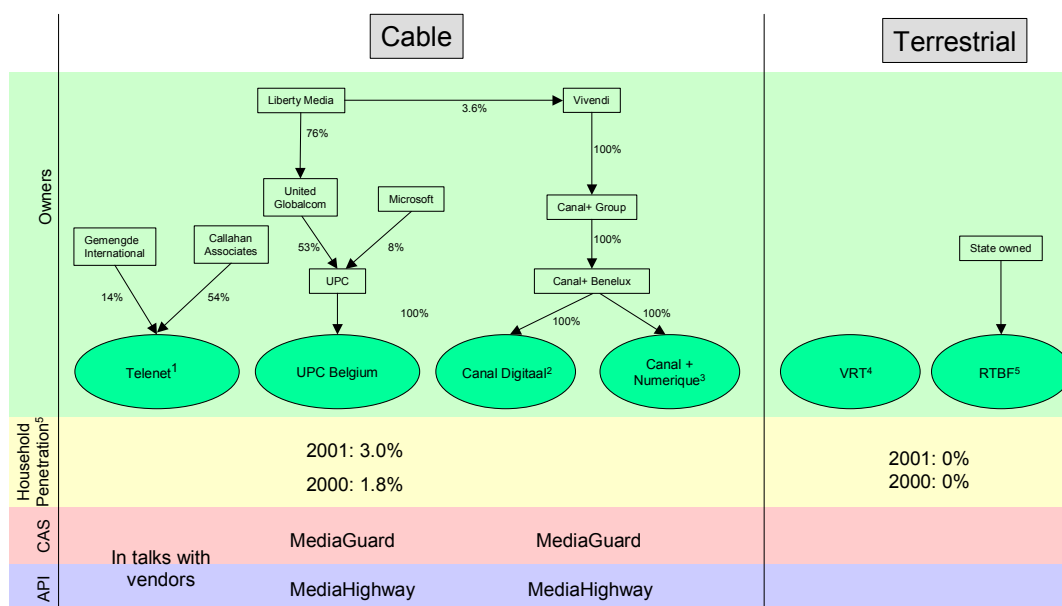 Cable
Terrestrial
Owners
Liberty Media
3.6%
Vivendi
76%
100%
United
Globalcom
Microsoft
Canal+ Group
Gemengde
International
Callahan
Associates
53%
8%
100%
State owned
UPC
Canal+ Benelux
14%
54%
100%
100%
100%
Telenet1
UPC Belgium
Canal Digitaal2
Canal +
Numerique3
VRT4
RTBF5
Household
Penetration5
2001: 3.0%
2000: 1.8%
2001: 0%
2000: 0%
CAS
In talks with
vendors
MediaGuard
MediaGuard
API
MediaHighway
MediaHighway